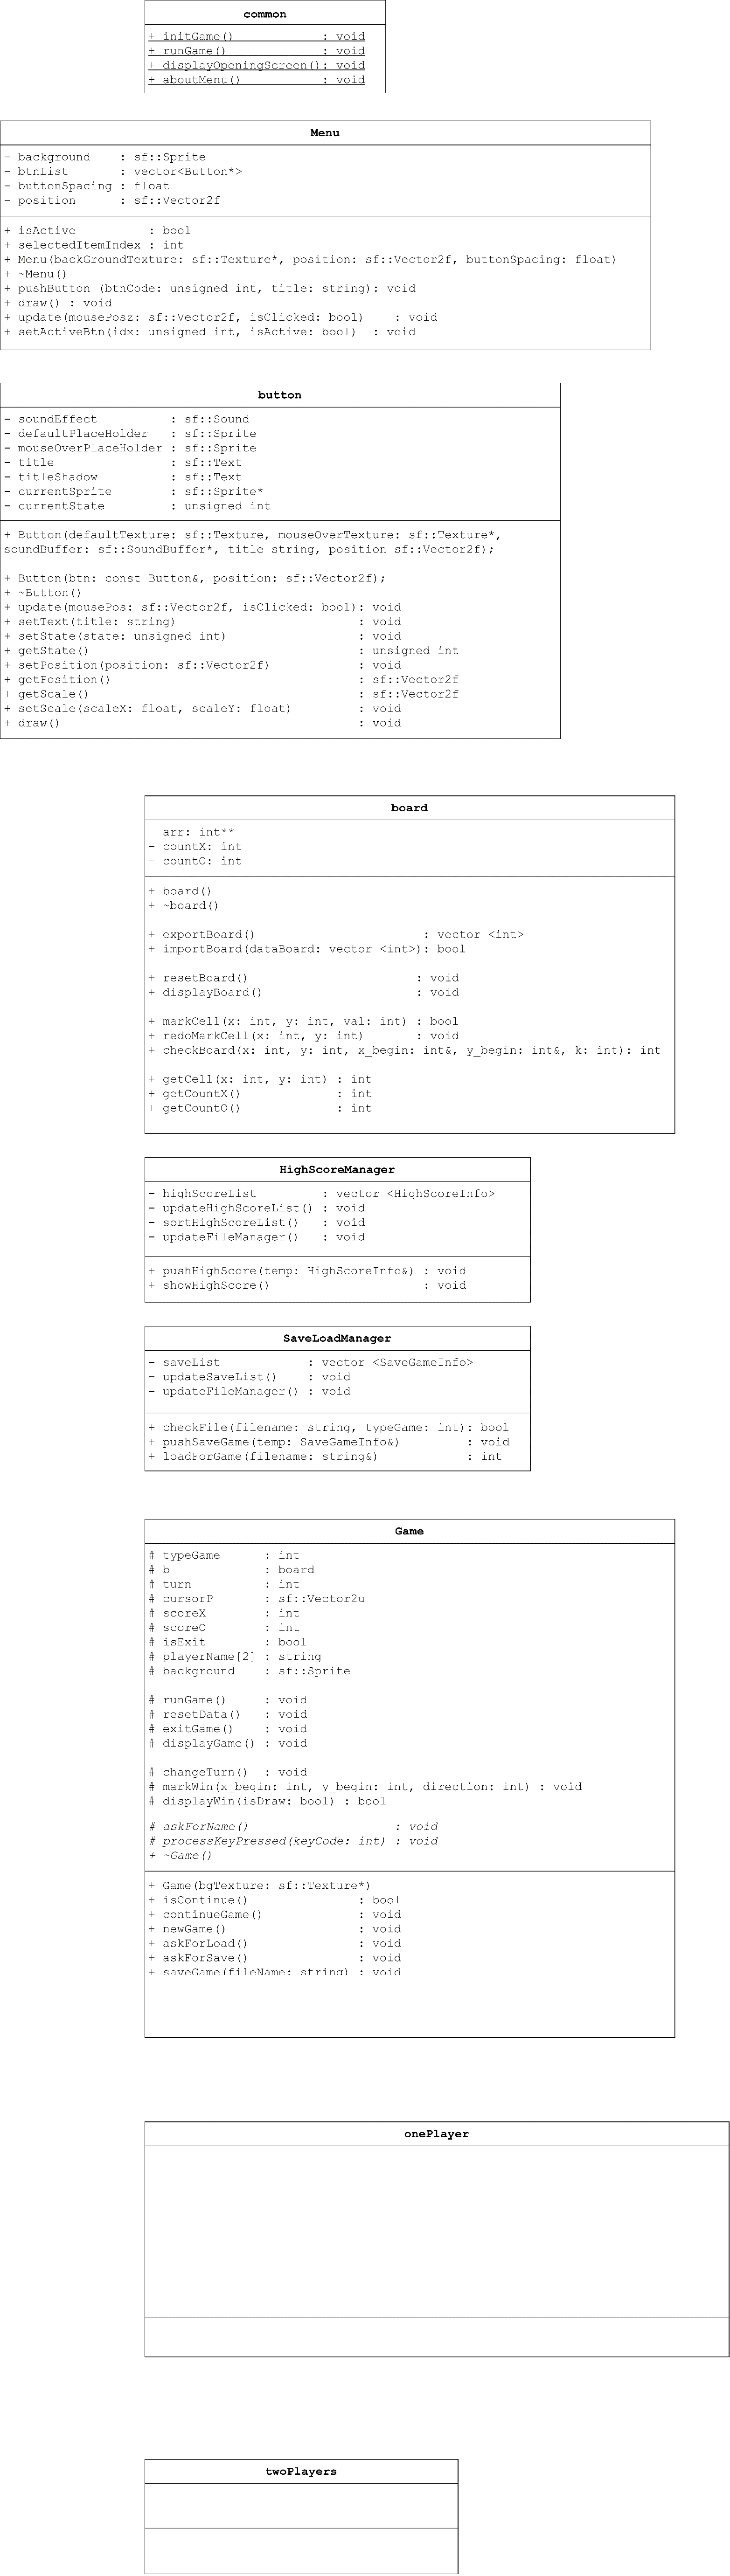 common
+ initGame() : void
+ runGame() : void
+ displayOpeningScreen(): void
+ aboutMenu() : void
Menu
- background : sf::Sprite
- btnList : vector<Button*>
- buttonSpacing : float
- position : sf::Vector2f
+ isActive : bool
+ selectedItemIndex : int
+ Menu(backGroundTexture: sf::Texture*, position: sf::Vector2f, buttonSpacing: float)
+ ~Menu()
+ pushButton (btnCode: unsigned int, title: string): void
+ draw() : void
+ update(mousePosz: sf::Vector2f, isClicked: bool) : void
+ setActiveBtn(idx: unsigned int, isActive: bool) : void
button
- soundEffect : sf::Sound
- defaultPlaceHolder : sf::Sprite
- mouseOverPlaceHolder : sf::Sprite
- title : sf::Text
- titleShadow : sf::Text
- currentSprite : sf::Sprite*
- currentState : unsigned int
+ Button(defaultTexture: sf::Texture, mouseOverTexture: sf::Texture*,
soundBuffer: sf::SoundBuffer*, title string, position sf::Vector2f);
+ Button(btn: const Button&, position: sf::Vector2f);
+ ~Button()
+ update(mousePos: sf::Vector2f, isClicked: bool): void
+ setText(title: string) : void
+ setState(state: unsigned int) : void
+ getState() : unsigned int
+ setPosition(position: sf::Vector2f) : void
+ getPosition() : sf::Vector2f
+ getScale() : sf::Vector2f
+ setScale(scaleX: float, scaleY: float) : void
+ draw() : void
board
- arr: int**
- countX: int
- countO: int
+ board()
+ ~board()
+ exportBoard() : vector <int>
+ importBoard(dataBoard: vector <int>): bool
+ resetBoard() : void
+ displayBoard() : void
+ markCell(x: int, y: int, val: int) : bool
+ redoMarkCell(x: int, y: int) : void
+ checkBoard(x: int, y: int, x_begin: int&, y_begin: int&, k: int): int
+ getCell(x: int, y: int) : int
+ getCountX() : int
+ getCountO() : int
HighScoreManager
- highScoreList : vector <HighScoreInfo>
- updateHighScoreList() : void
- sortHighScoreList() : void
- updateFileManager() : void
+ pushHighScore(temp: HighScoreInfo&) : void
+ showHighScore() : void
SaveLoadManager
- saveList : vector <SaveGameInfo>
- updateSaveList() : void
- updateFileManager() : void
+ checkFile(filename: string, typeGame: int): bool
+ pushSaveGame(temp: SaveGameInfo&) : void
+ loadForGame(filename: string&) : int
Game
# typeGame : int
# b : board
# turn : int
# cursorP : sf::Vector2u
# scoreX : int
# scoreO : int
# isExit : bool
# playerName[2] : string
# background : sf::Sprite
# runGame() : void
# resetData() : void
# exitGame() : void
# displayGame() : void
# changeTurn() : void
# markWin(x_begin: int, y_begin: int, direction: int) : void
# displayWin(isDraw: bool) : bool
# askForName() : void
# processKeyPressed(keyCode: int) : void
+ ~Game()
+ Game(bgTexture: sf::Texture*)
+ isContinue() : bool
+ continueGame() : void
+ newGame() : void
+ askForLoad() : void
+ askForSave() : void
+ saveGame(fileName: string) : void
onePlayer
twoPlayers